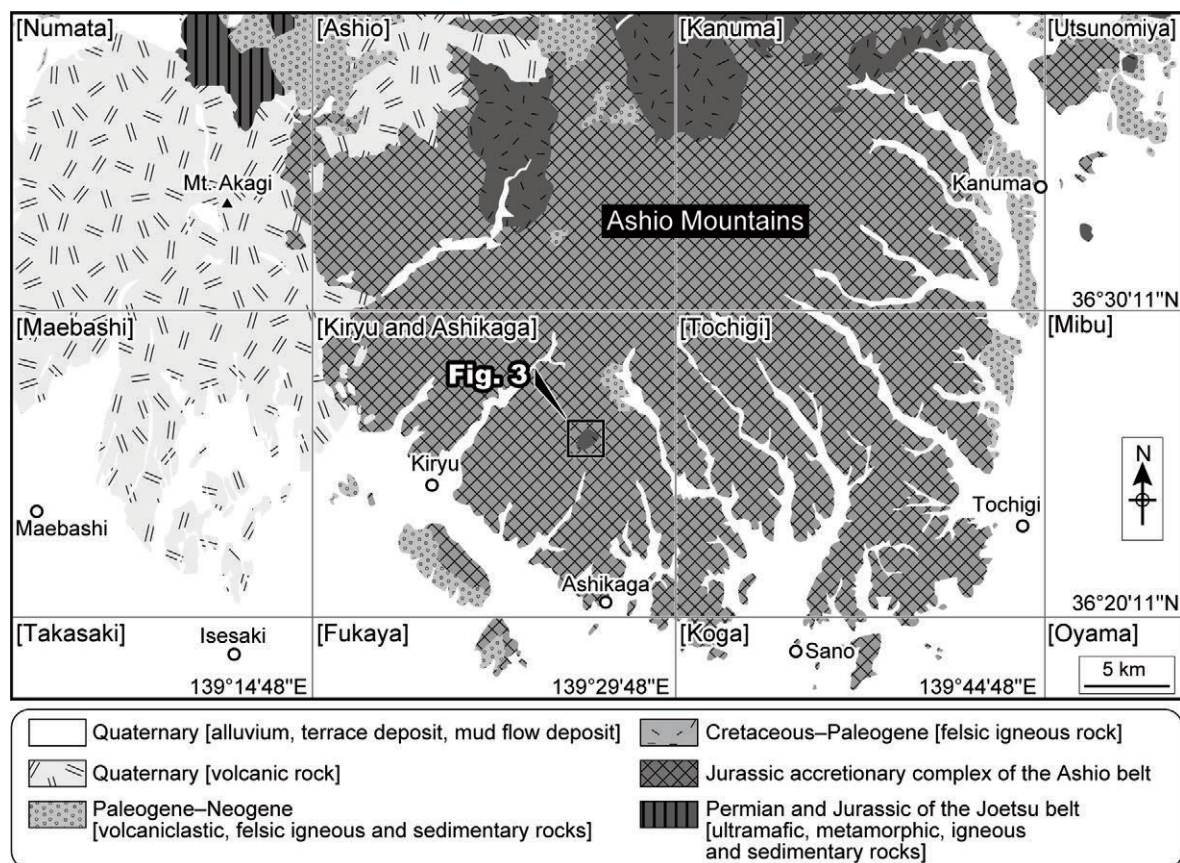 [Numata]
[Ashio]
[Kanuma]
[Utsunomiya]
Mt. Akagi
Kanuma
Ashio Mountains
36°30'11"N
[Maebashi]
[Kiryu and Ashikaga]
[Tochigi]
[Mibu]
Fig. 3
N
Kiryu
Maebashi
Tochigi
Ashikaga
36°20'11"N
[Takasaki]
Isesaki
[Fukaya]
[Koga]
Sano
[Oyama]
139°14'48"E
139°29'48"E
139°44'48"E
5 km
Quaternary [alluvium, terrace deposit, mud flow deposit]
Quaternary [volcanic rock]
Paleogene–Neogene
[volcaniclastic, felsic igneous and sedimentary rocks]
Cretaceous–Paleogene [felsic igneous rock]
Jurassic accretionary complex of the Ashio belt
Permian and Jurassic of the Joetsu belt
[ultramafic, metamorphic, igneous
and sedimentary rocks]